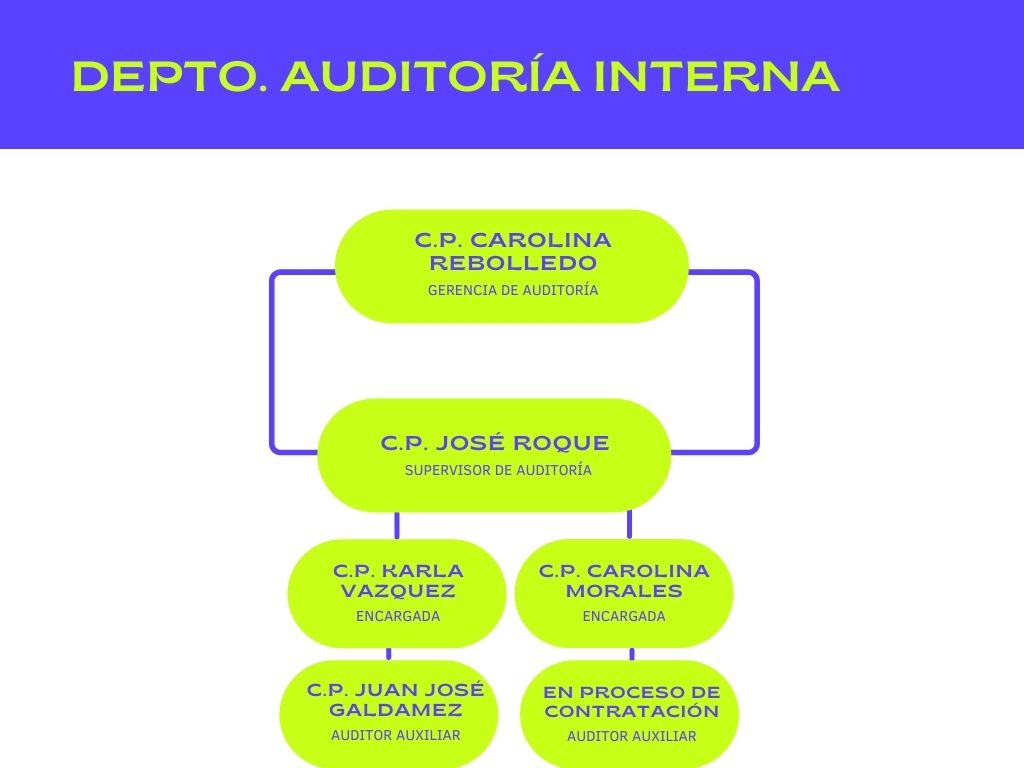 DEPTO. AUDITORÍA INTERNA
C.P. CAROLINA
REBOLLEDO
GERENCIA DE AUDITORÍA
C.P. JOSÉ ROQUE
SUPERVISOR DE AUDITORÍA
C.P. KARLA
VAZQUEZ
ENCARGADA
C.P. CAROLINA
MORALES
ENCARGADA
C.P. JUAN JOSÉ
GALDAMEZ
AUDITOR AUXILIAR
EN PROCESO DE
CONTRATACIÓN
AUDITOR AUXILIAR